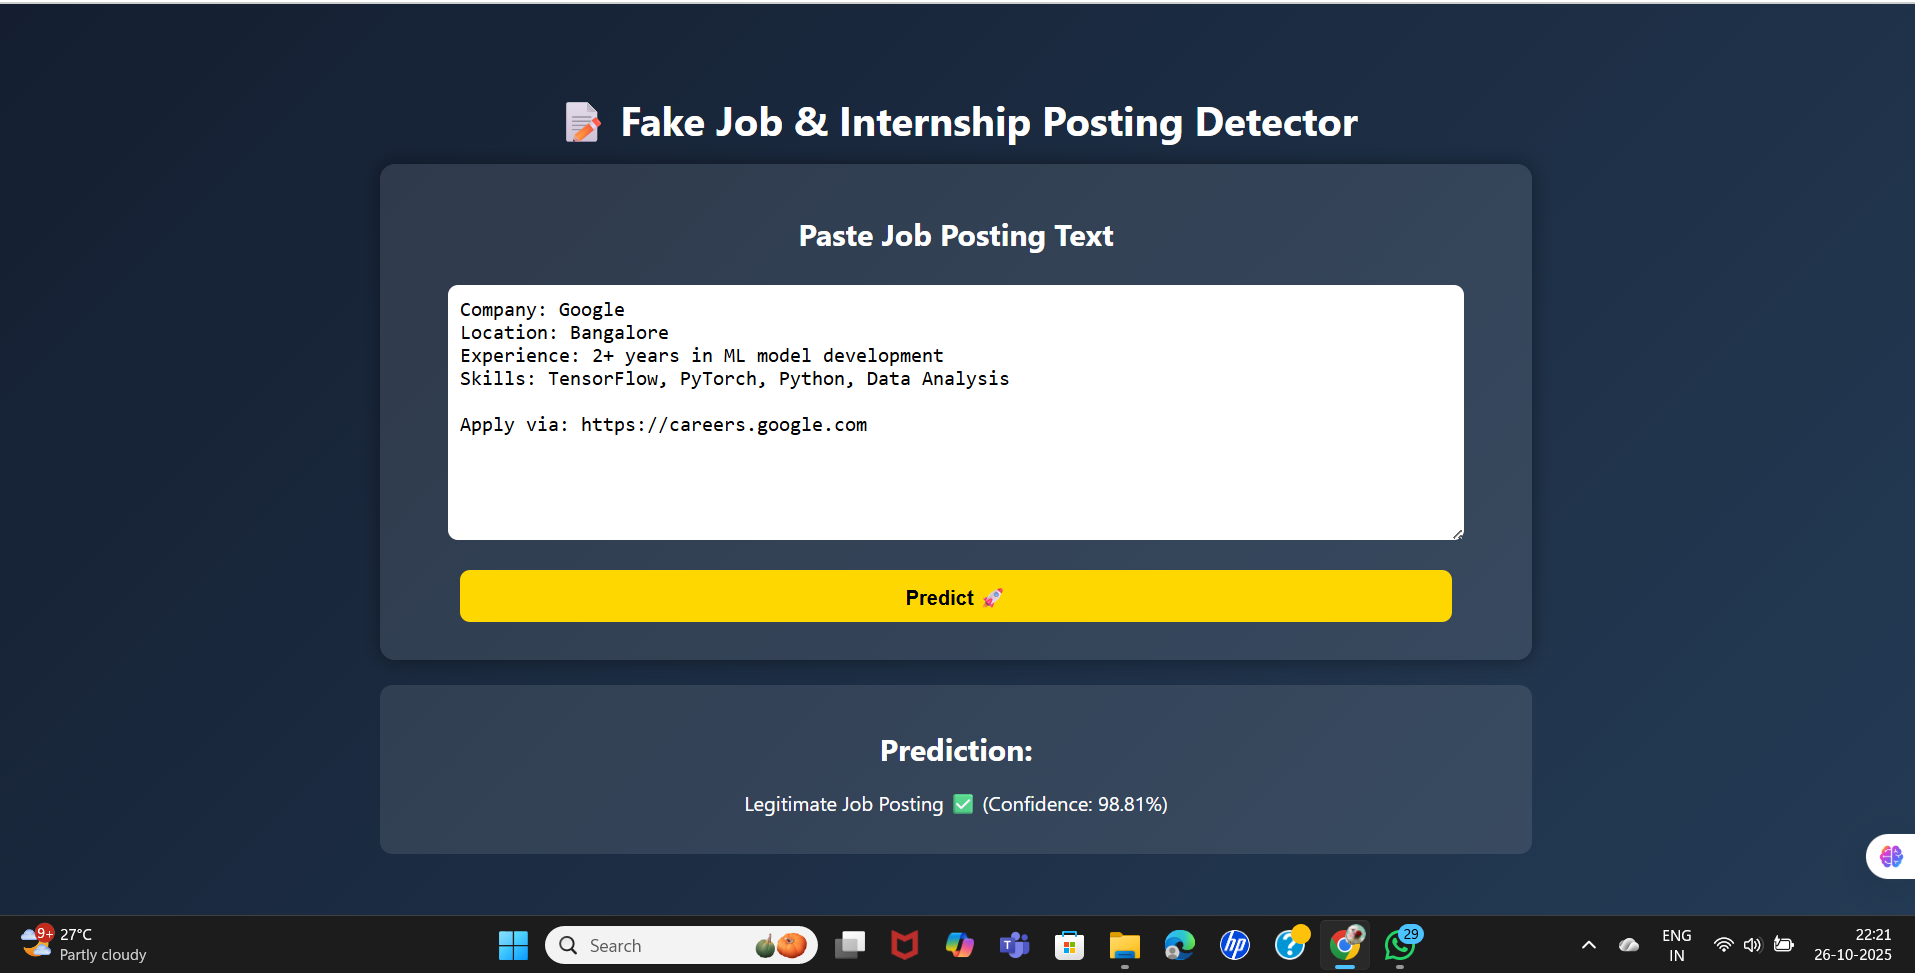 📝 Fake Job & Internship Posting Detector
Paste Job Posting Text
Company: Google
Location: Bangalore
Experience: 2+ years in ML model development
Skills: TensorFlow, PyTorch, Python, Data Analysis
Apply via: https://careers.google.com
Predict 🚀
Prediction:
Legitimate Job Posting ✅ (Confidence: 98.81%)
9+
27°C
Partly cloudy
Search
T
hp
?
29
ENG
IN
22:21
26-10-2025